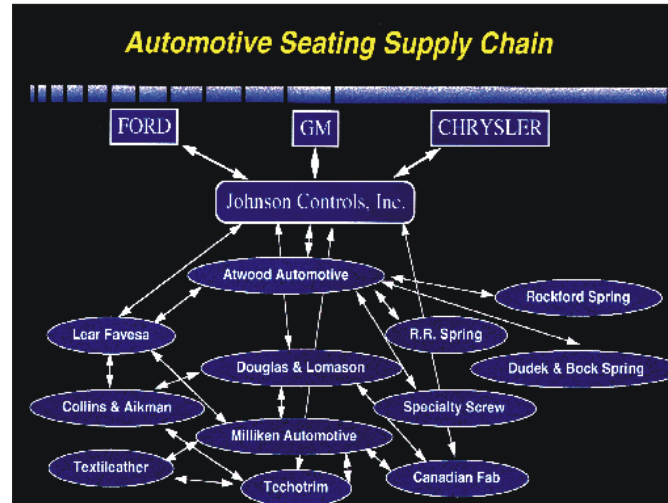 Automotive Seating Supply Chain
FORD
GM
CHRYSLER
Johnson Controls, Inc.
Atwood Automotive
Rockford Spring
Lear Favesa
R.R. Spring
Douglas & Lomason
Dudek & Bock Spring
Collins & Aikman
Specialty Screw
Milliken Automotive
Textileather
Canadian Fab
Techotrim